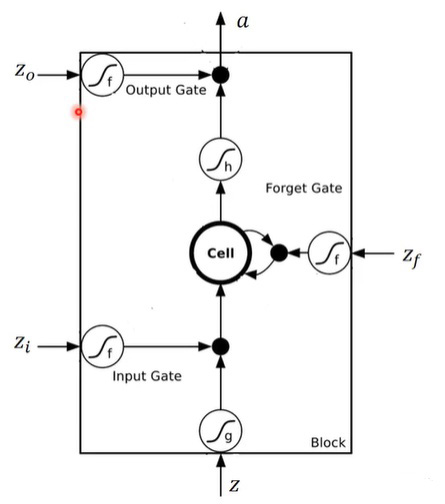 a
Z_o
f
Output Gate
h
Forget Gate
Cell
f
Z_f
Z_i
f
Input Gate
g
Block
Z